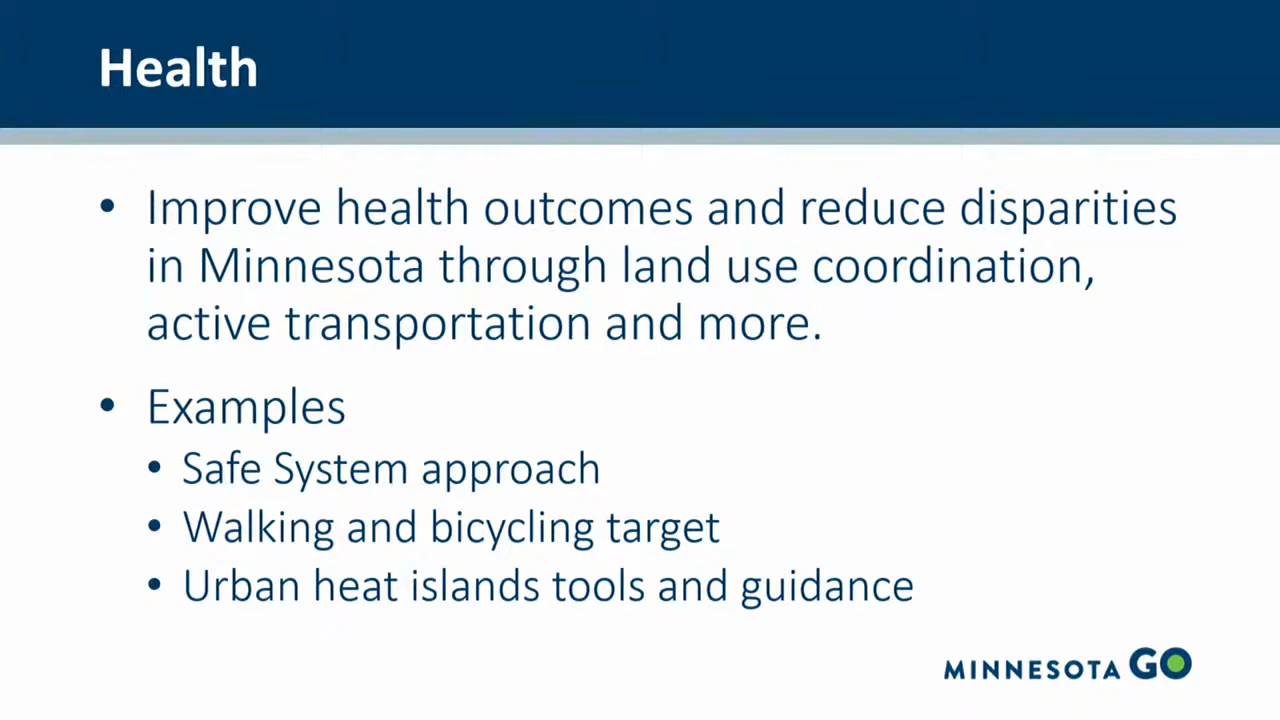 Health
• Improve health outcomes and reduce disparities
in Minnesota through land use coordination,
active transportation and more.
• Examples
• Safe System approach
• Walking and bicycling target
• Urban heat islands tools and guidance
MINNESOTA GO